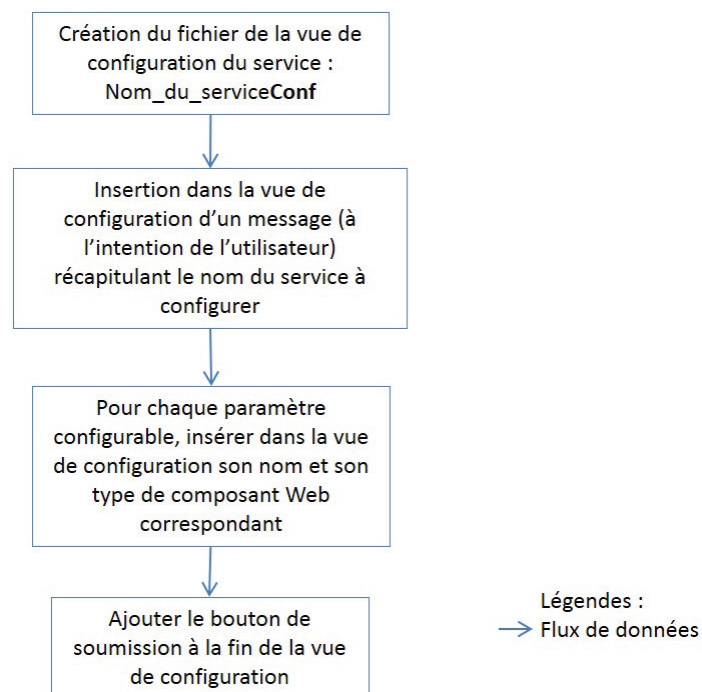 Création du fichier de la vue de
configuration du service :
Nom_du_serviceConf
Insertion dans la vue de
configuration d’un message (à
l’intention de l’utilisateur)
récapitulant le nom du service à
configurer
Pour chaque paramètre
configurable, insérer dans la vue
de configuration son nom et son
type de composant Web
correspondant
Ajouter le bouton de
soumission à la fin de la vue
de configuration
Légendes :
Flux de données